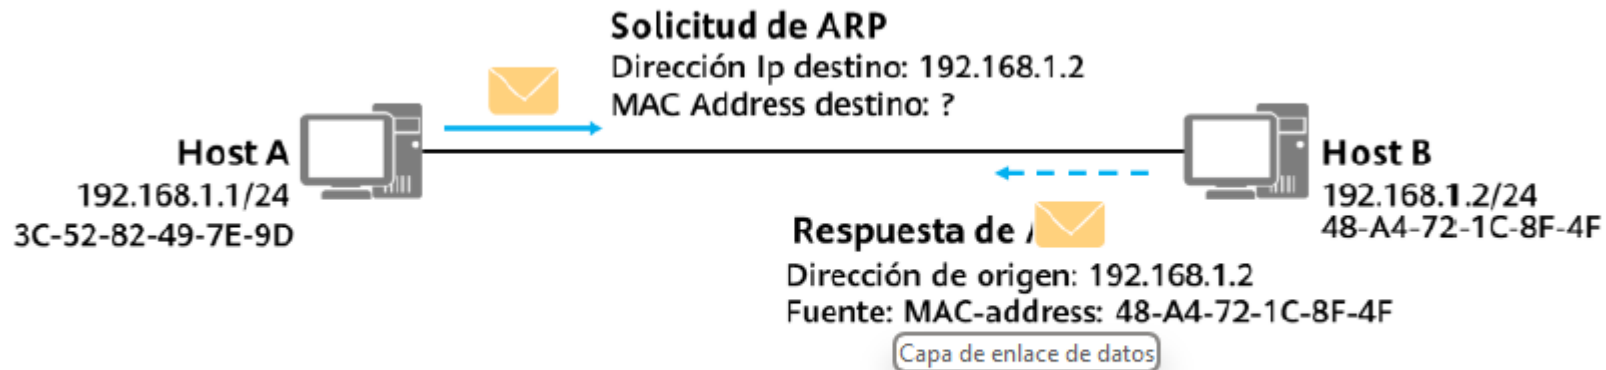 Solicitud de ARP
Dirección Ip destino: 192.168.1.2
MAC Address destino: ?
Host A
192.168.1.1/24
3C-52-82-49-7E-9D
Host B
192.168.1.2/24
48-A4-72-1C-8F-4F
Respuesta de
Dirección de origen: 192.168.1.2
Fuente: MAC-address: 48-A4-72-1C-8F-4F
Capa de enlace de datos